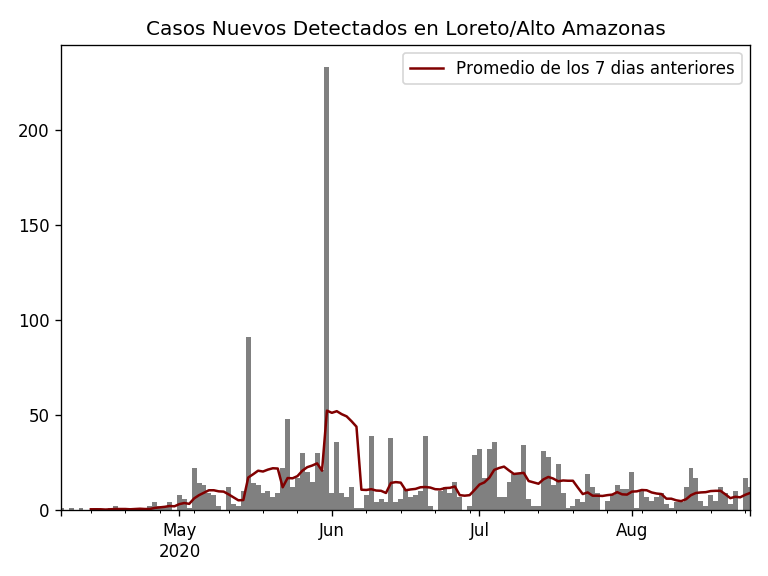 Casos Nuevos Detectados en Loreto/Alto Amazonas
Promedio de los 7 dias anteriores
200
150
100
50
0
May
2020
Jun
Jul
Aug